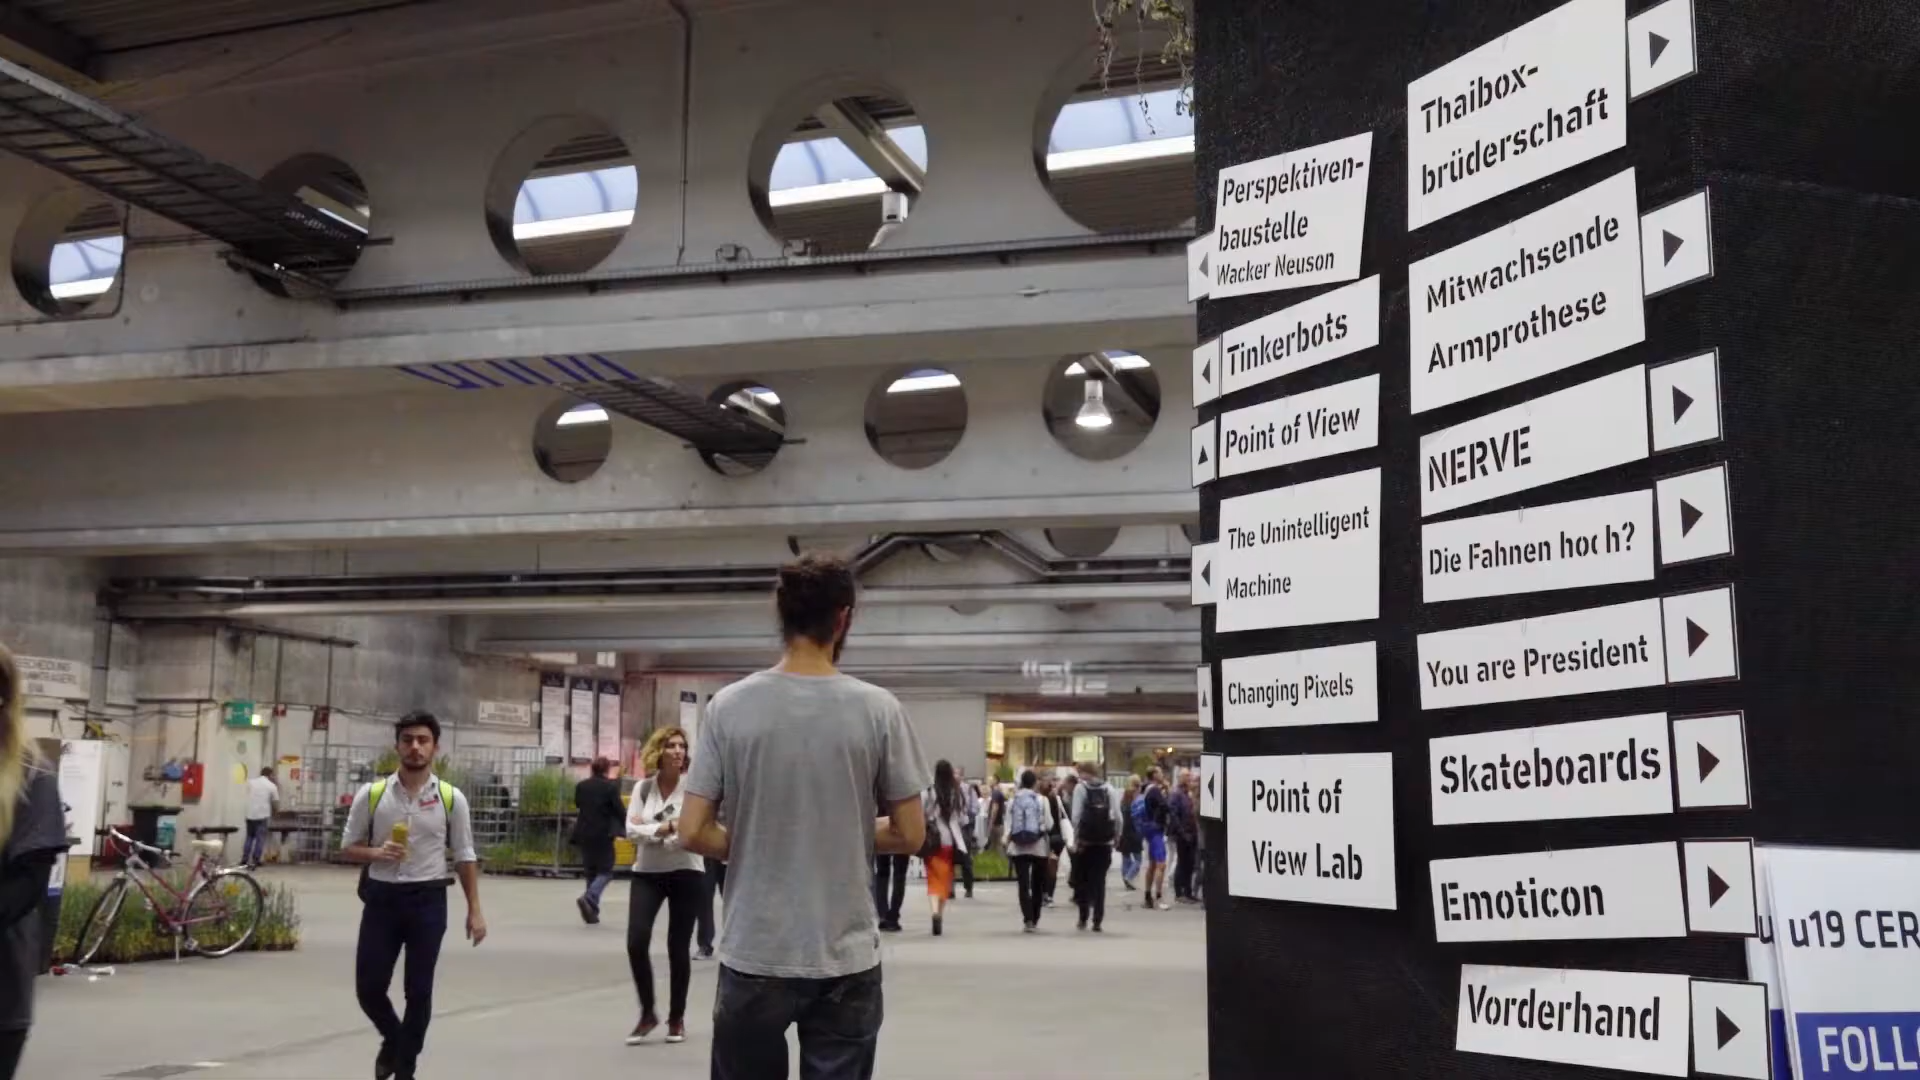 Perspektiven-
baustelle
Wacker Neuson
Tinkerbots
Point of View
The Unintelligent
Machine
Changing Pixels
Point of
View Lab
Thaibox-
brüderschaft
Mitwachsende
Armprothese
NERVE
Die Fahnen hoch?
You are President
Skateboards
Emoticon
Vorderhand
u19 CER
FOLL